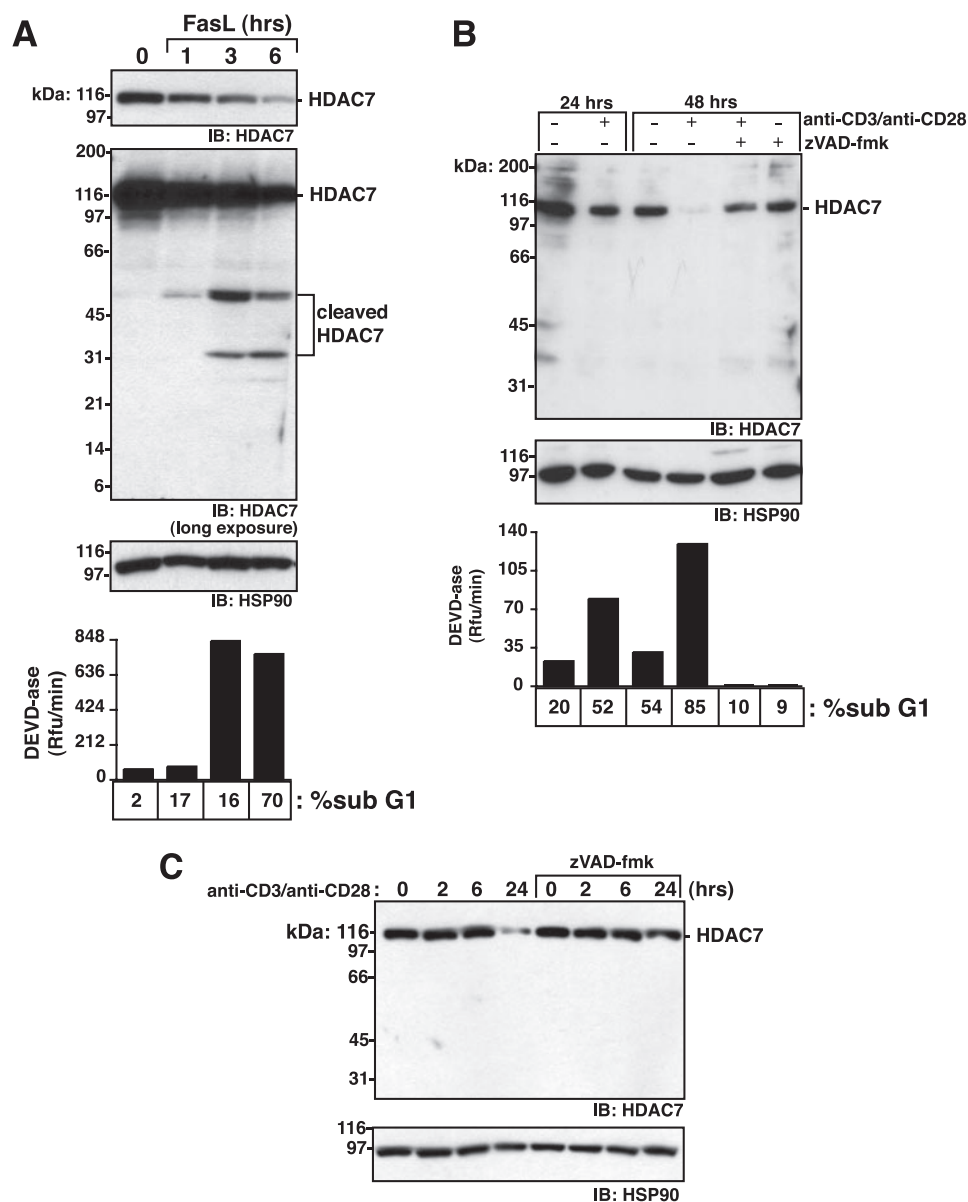 A
FasL (hrs)
0 1 3 6
kDa: 116
97
HDAC7
IB: HDAC7
200
116
97
66
45
31
21
14
6
HDAC7
cleaved
HDAC7
IB: HDAC7
(long exposure)
116
97
IB: HSP90
DEVD-ase
(Rfu/min)
848
636
424
212
0
2 17 16 70 : %sub G1
B
24 hrs 48 hrs
- + - + + - anti-CD3/anti-CD28
- - - - + + zVAD-fmk
kDa: 200
116
97
66
45
31
HDAC7
IB: HDAC7
116
97
IB: HSP90
DEVD-ase
(Rfu/min)
140
105
70
35
0
20 52 54 85 10 9 : %sub G1
C
zVAD-fmk
anti-CD3/anti-CD28 : 0 2 6 24 0 2 6 24 (hrs)
kDa: 116
97
66
45
31
HDAC7
IB: HDAC7
116
97
IB: HSP90